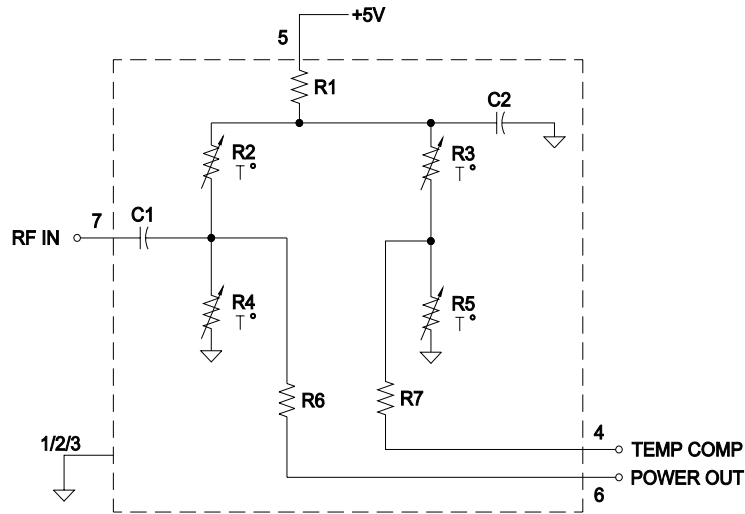 +5V
5
R1
C2
R2
T°
R3
T°
7
C1
RF IN
R4
T°
R5
T°
R6
R7
1/2/3
4
TEMP COMP
POWER OUT
6